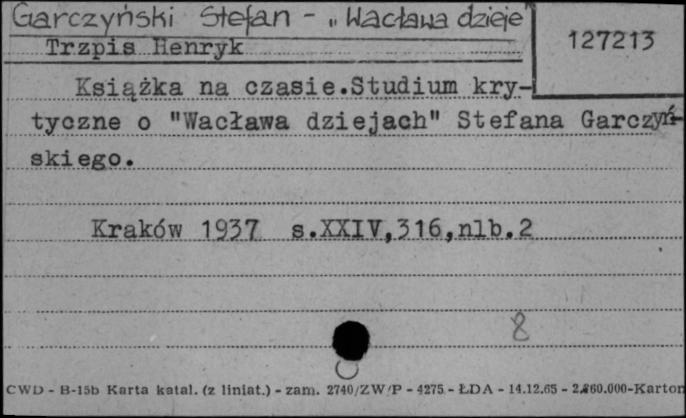 Garczyński Stefan - „Wacława dzieje"
Trzpis Henryk
127213
Książka na czasie.Studium kry-
tyczne o "Wacława dziejach" Stefana Garczyń-
skiego.
Kraków 1937 s.XXIV,316,nlb.2
8
CWD - B-15b Karta katal. (z liniat.) - zam. 2740/ZW/P - 4275 - ŁDA - 14.12.65 - 2.860.000-Karton